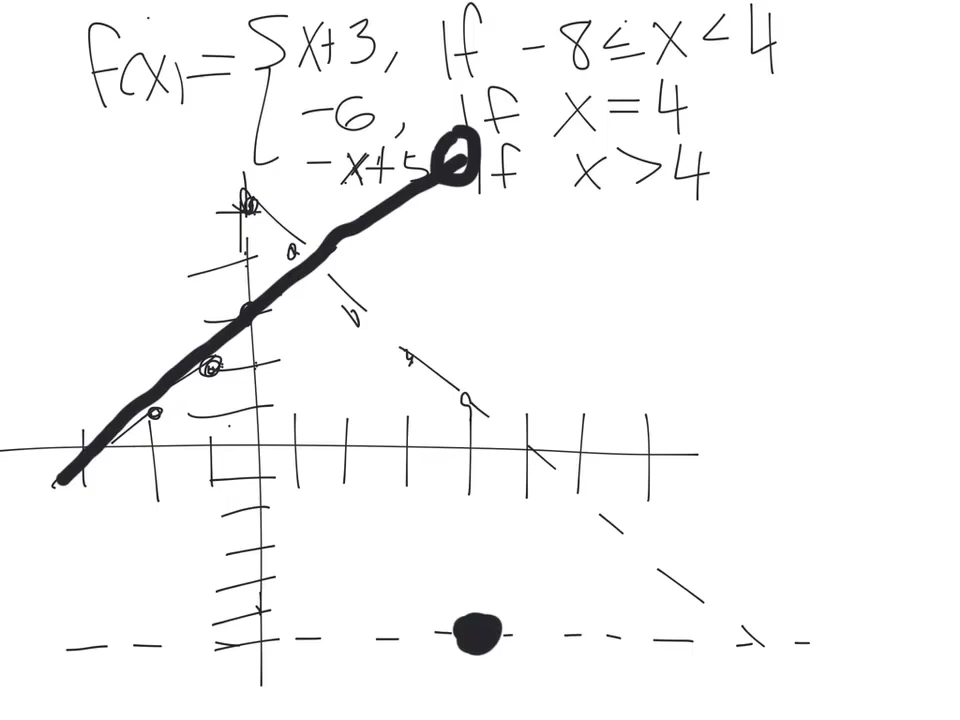 f(x) = { x+3, If -8 ≤ x < 4
-6, If x = 4
-x+5 If x > 4